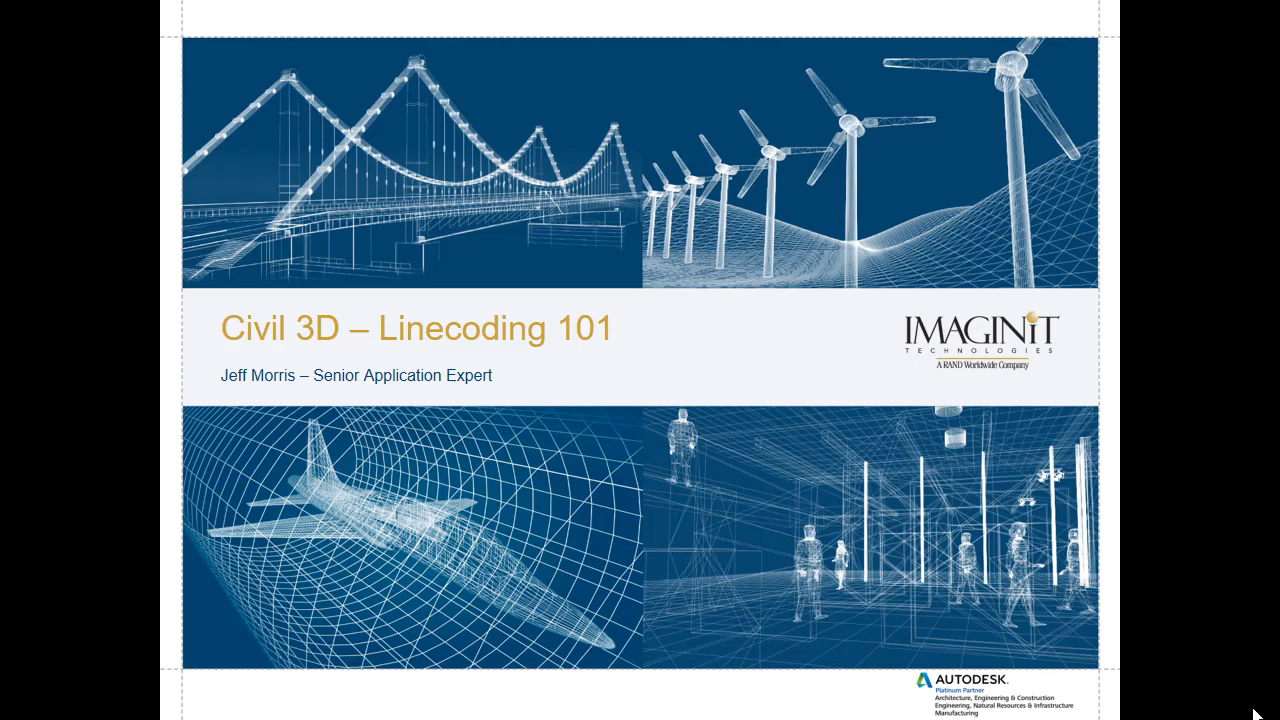 Civil 3D – Linecoding 101
Jeff Morris – Senior Application Expert
IMAGINiT
TECHNOLOGIES
A RAND Worldwide Company
AUTODESK.
Platinum Partner
Architecture, Engineering & Construction
Engineering, Natural Resources & Infrastructure
Manufacturing